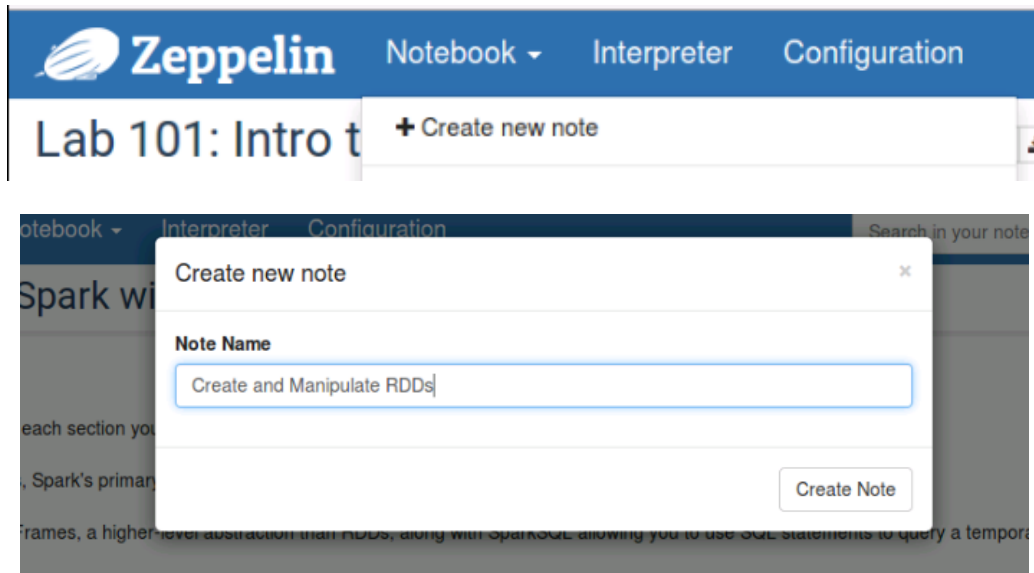 Zeppelin Notebook Interpreter Configuration
+ Create new note
Lab 101: Intro t
otebook Interpreter Configuration Search in your note
Create new note ×
Spark wi
Note Name
Create and Manipulate RDDs
each section you
, Spark's primary
Create Note
Frames, a higher-level abstraction than RDDs, along with SparkSQL allowing you to use SQL statements to query a tempora